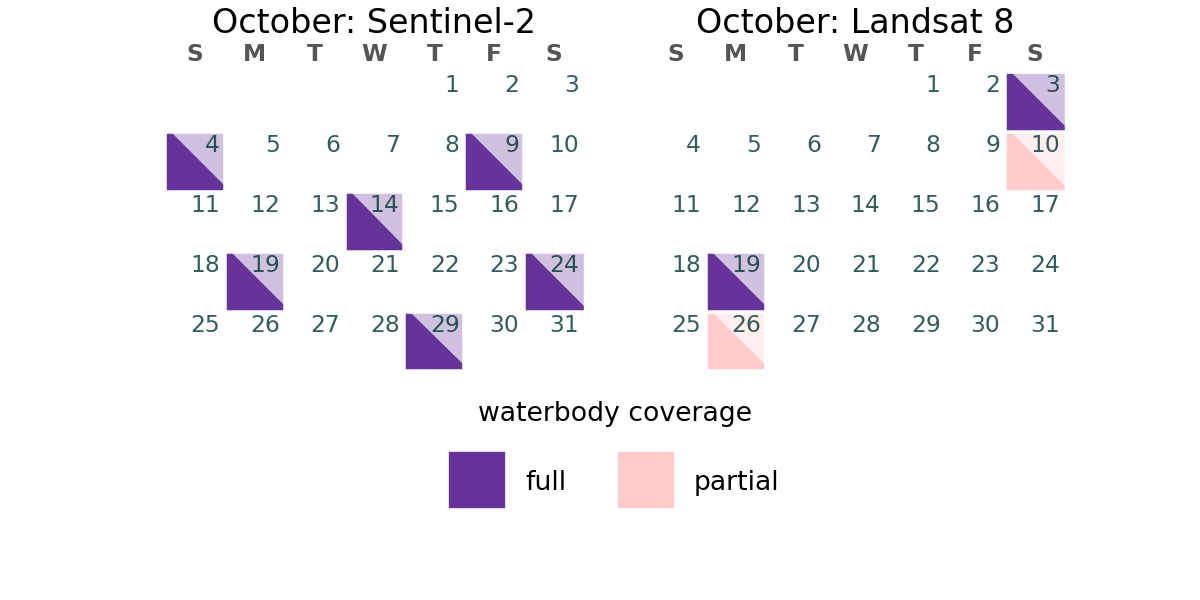 October: Sentinel-2
S M T W T F S
1 2 3
4 5 6 7 8 9 10
11 12 13 14 15 16 17
18 19 20 21 22 23 24
25 26 27 28 29 30 31
October: Landsat 8
S M T W T F S
1 2 3
4 5 6 7 8 9 10
11 12 13 14 15 16 17
18 19 20 21 22 23 24
25 26 27 28 29 30 31
waterbody coverage
full
partial